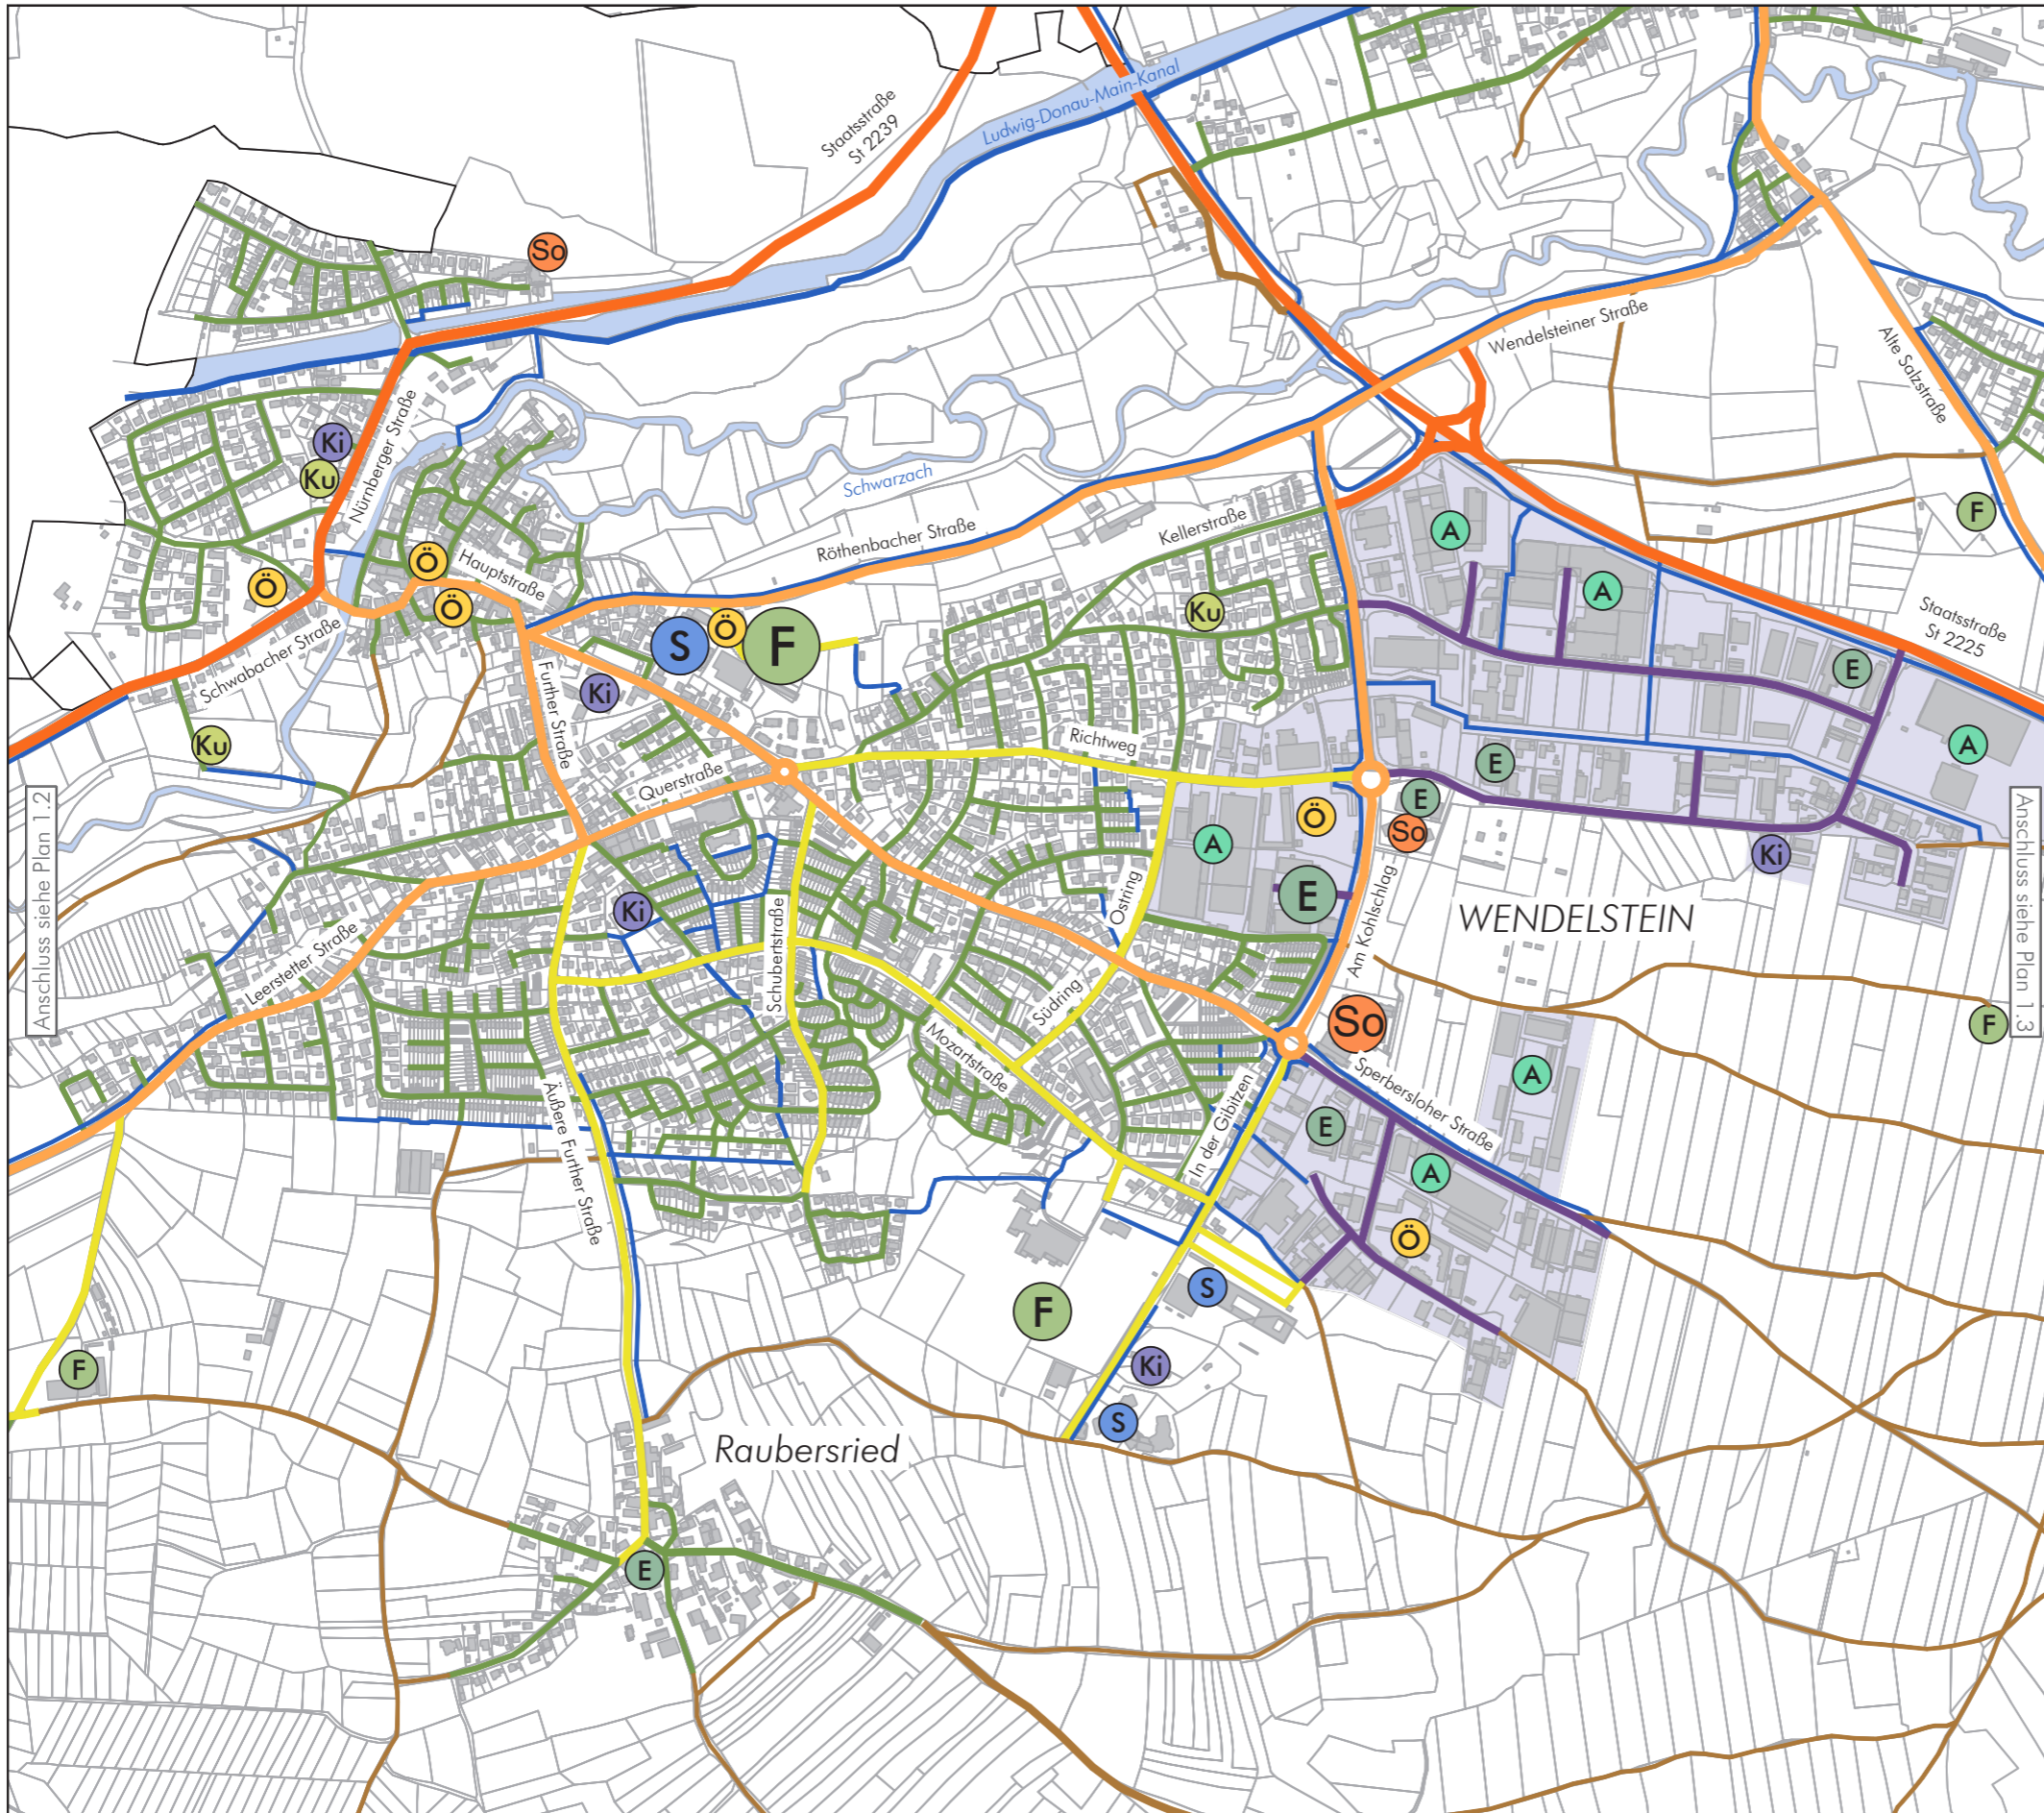 Ludwig-Donau-Main-Kanal
Staatsstraße
St 2239
So
Wendelsteiner Straße
Alte Salzstraße
Nürnberger Straße
Ki
Ku
Schwarzach
Röthenbacher Straße
Kellerstraße
A
F
Ö
Ö
Hauptstraße
Ö
A
Ku
Staatsstraße
St 2225
Schwabacher Straße
S
Ö
F
Ki
E
Further Straße
Ku
Richtweg
A
Querstraße
E
E
Ö
So
A
Ki
Anschluss siehe Plan 1.2
Anschluss siehe Plan 1.3
Ki
Schubertstraße
Ostring
E
Am Kohlschlag
WENDELSTEIN
Leerstetter Straße
Südring
So
F
Mozartstraße
A
Äußere Further Straße
In der Gibitzen
E
Sperbersloher Straße
A
Ö
S
F
F
Ki
S
Raubersried
E